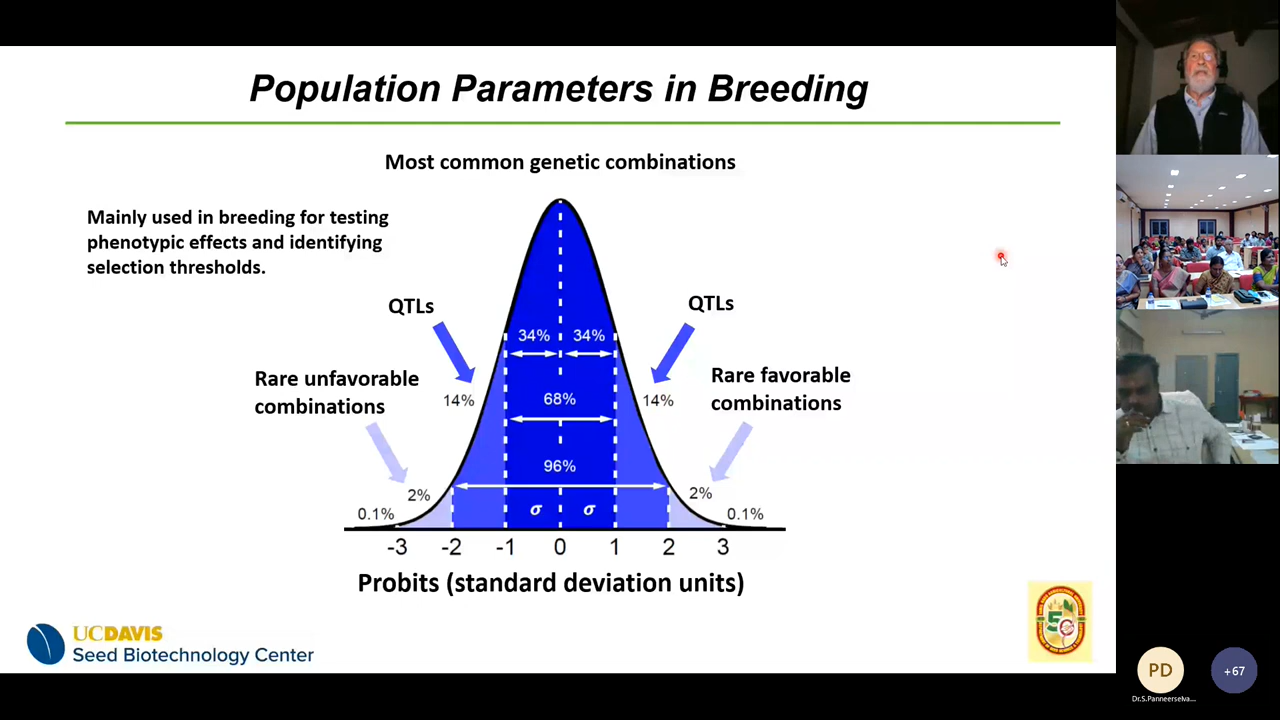 Population Parameters in Breeding
Most common genetic combinations
Mainly used in breeding for testing
phenotypic effects and identifying
selection thresholds.
QTLs
QTLs
34%
34%
Rare unfavorable
combinations
Rare favorable
combinations
14%
68%
14%
96%
2%
2%
0.1%
σ
σ
0.1%
-3
-2
-1
0
1
2
3
Probits (standard deviation units)
UCDAVIS
Seed Biotechnology Center
PD
+67
Dr.S.Panneerselva...